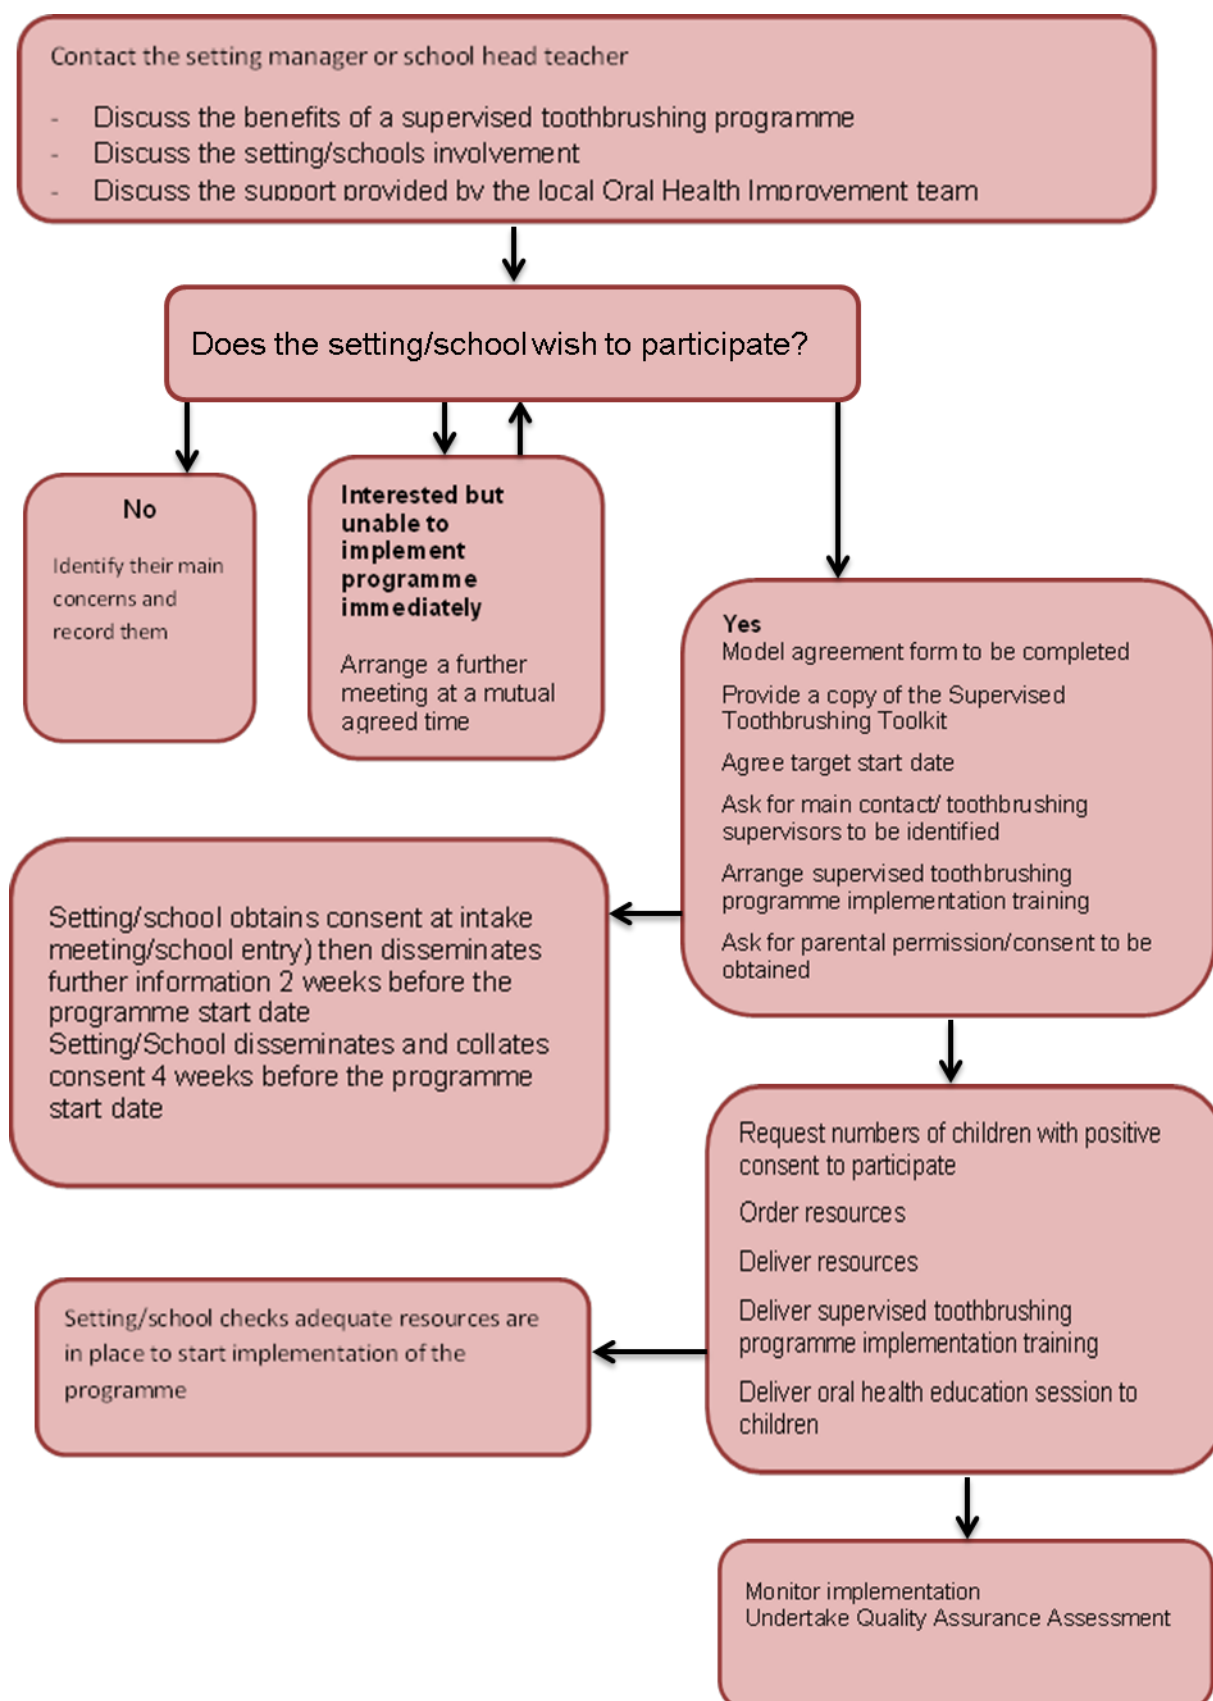 Contact the setting manager or school head teacher
- Discuss the benefits of a supervised toothbrushing programme
- Discuss the setting/schools involvement
- Discuss the support provided by the local Oral Health Improvement team
Does the setting/school wish to participate?
No
Identify their main
concerns and
record them
Interested but
unable to
implement
programme
immediately
Arrange a further
meeting at a mutual
agreed time
Yes
Model agreement form to be completed
Provide a copy of the Supervised
Toothbrushing Toolkit
Agree target start date
Ask for main contact/ toothbrushing
supervisors to be identified
Arrange supervised toothbrushing
programme implementation training
Ask for parental permission/consent to be
obtained
Setting/school obtains consent at intake
meeting/school entry) then disseminates
further information 2 weeks before the
programme start date
Setting/School disseminates and collates
consent 4 weeks before the programme
start date
Request numbers of children with positive
consent to participate
Order resources
Deliver resources
Deliver supervised toothbrushing
programme implementation training
Deliver oral health education session to
children
Setting/school checks adequate resources are
in place to start implementation of the
programme
Monitor implementation
Undertake Quality Assurance Assessment